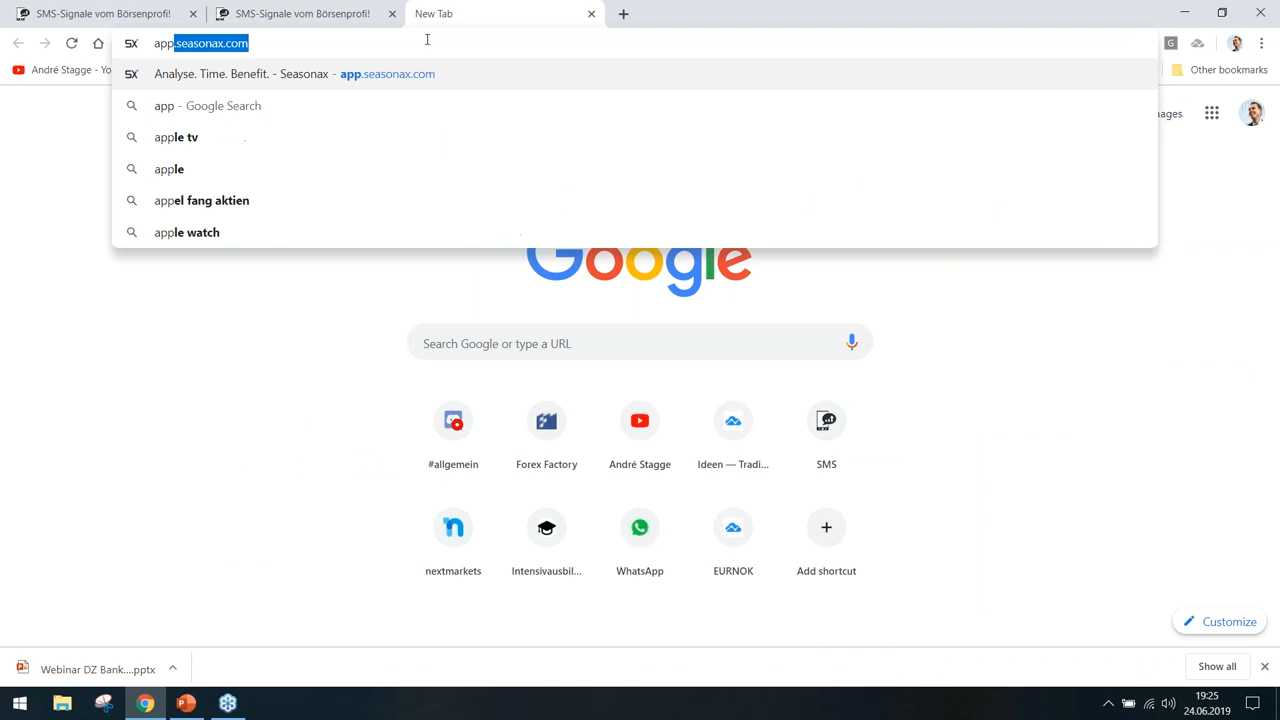 SMS-Signale vom Börsenprofi!
SMS-Signale vom Börsenprofi!
New Tab
app.seasonax.com
André Stagge - Yo
Other bookmarks
Analyse. Time. Benefit. - Seasonax - app.seasonax.com
app - Google Search
apple tv
apple
appel fang aktien
apple watch
ages
Google
Search Google or type a URL
#allgemein
Forex Factory
André Stagge
Ideen — Tradi...
SMS
nextmarkets
Intensivausbil...
WhatsApp
EURNOK
Add shortcut
Customize
Webinar DZ Bank....pptx
Show all
19:25
24.06.2019